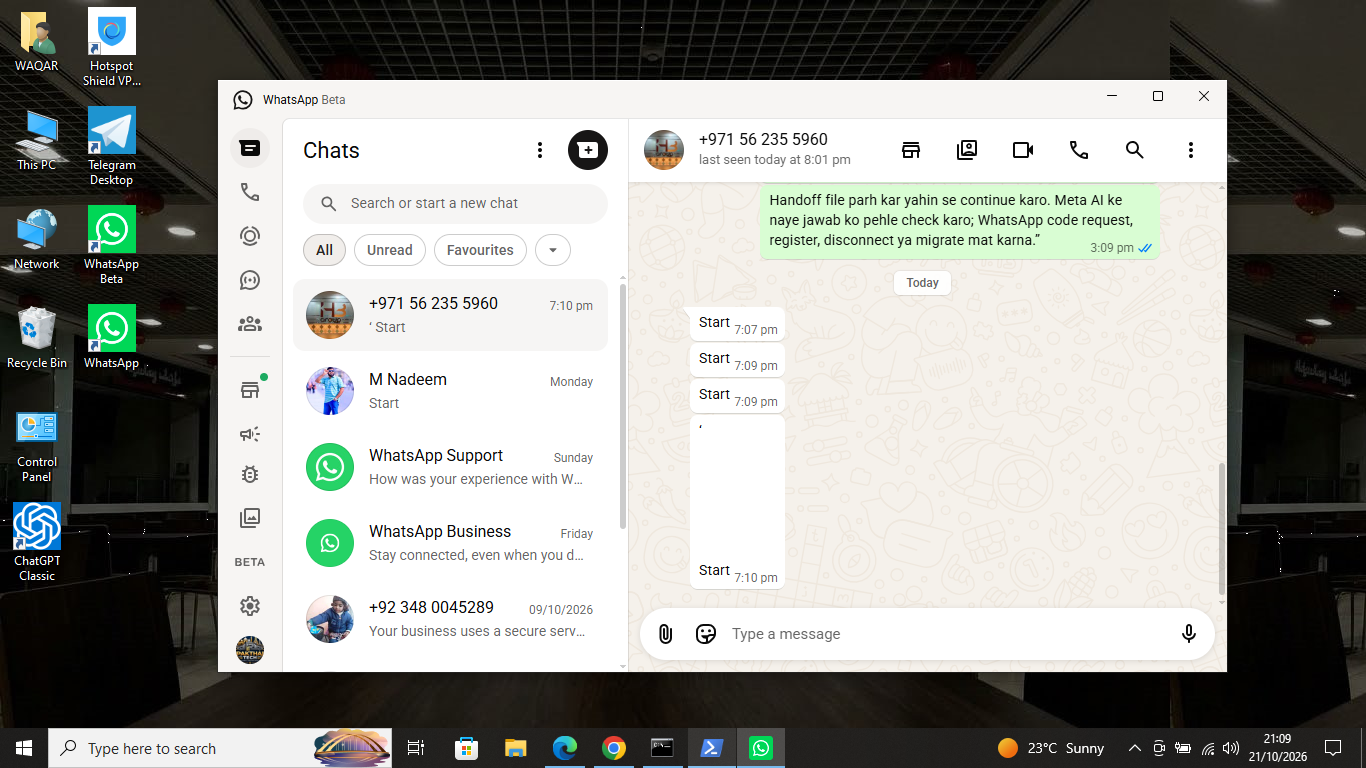 WAQAR
Hotspot
Shield VP...
This PC
Telegram
Desktop
Network
WhatsApp
Beta
Recycle Bin
WhatsApp
Control
Panel
ChatGPT
Classic
WhatsApp Beta
Chats
Search or start a new chat
All
Unread
Favourites
+971 56 235 5960
7:10 pm
‘ Start
M Nadeem
Monday
Start
WhatsApp Support
Sunday
How was your experience with W...
WhatsApp Business
Friday
Stay connected, even when you d...
+92 348 0045289
09/10/2026
Your business uses a secure serv...
BETA
+971 56 235 5960
last seen today at 8:01 pm
Handoff file parh kar yahin se continue karo. Meta AI ke
naye jawab ko pehle check karo; WhatsApp code request,
register, disconnect ya migrate mat karna.”
3:09 pm
Today
Start 7:07 pm
Start 7:09 pm
Start 7:09 pm
‘
Start 7:10 pm
Type a message
Type here to search
23°C Sunny
21:09
21/10/2026